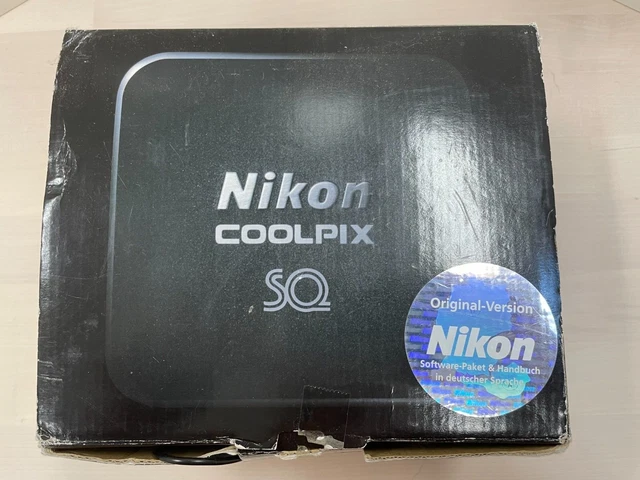 Nikon
COOLPIX
SQ
Original-Version
Nikon
Software-Paket & Handbuch
in deutscher Sprache